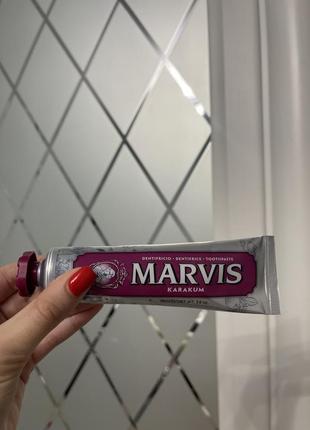 DENTIFRICIO • DENTIFRICE • TOOTHPASTE
MARVIS
KARAKUM